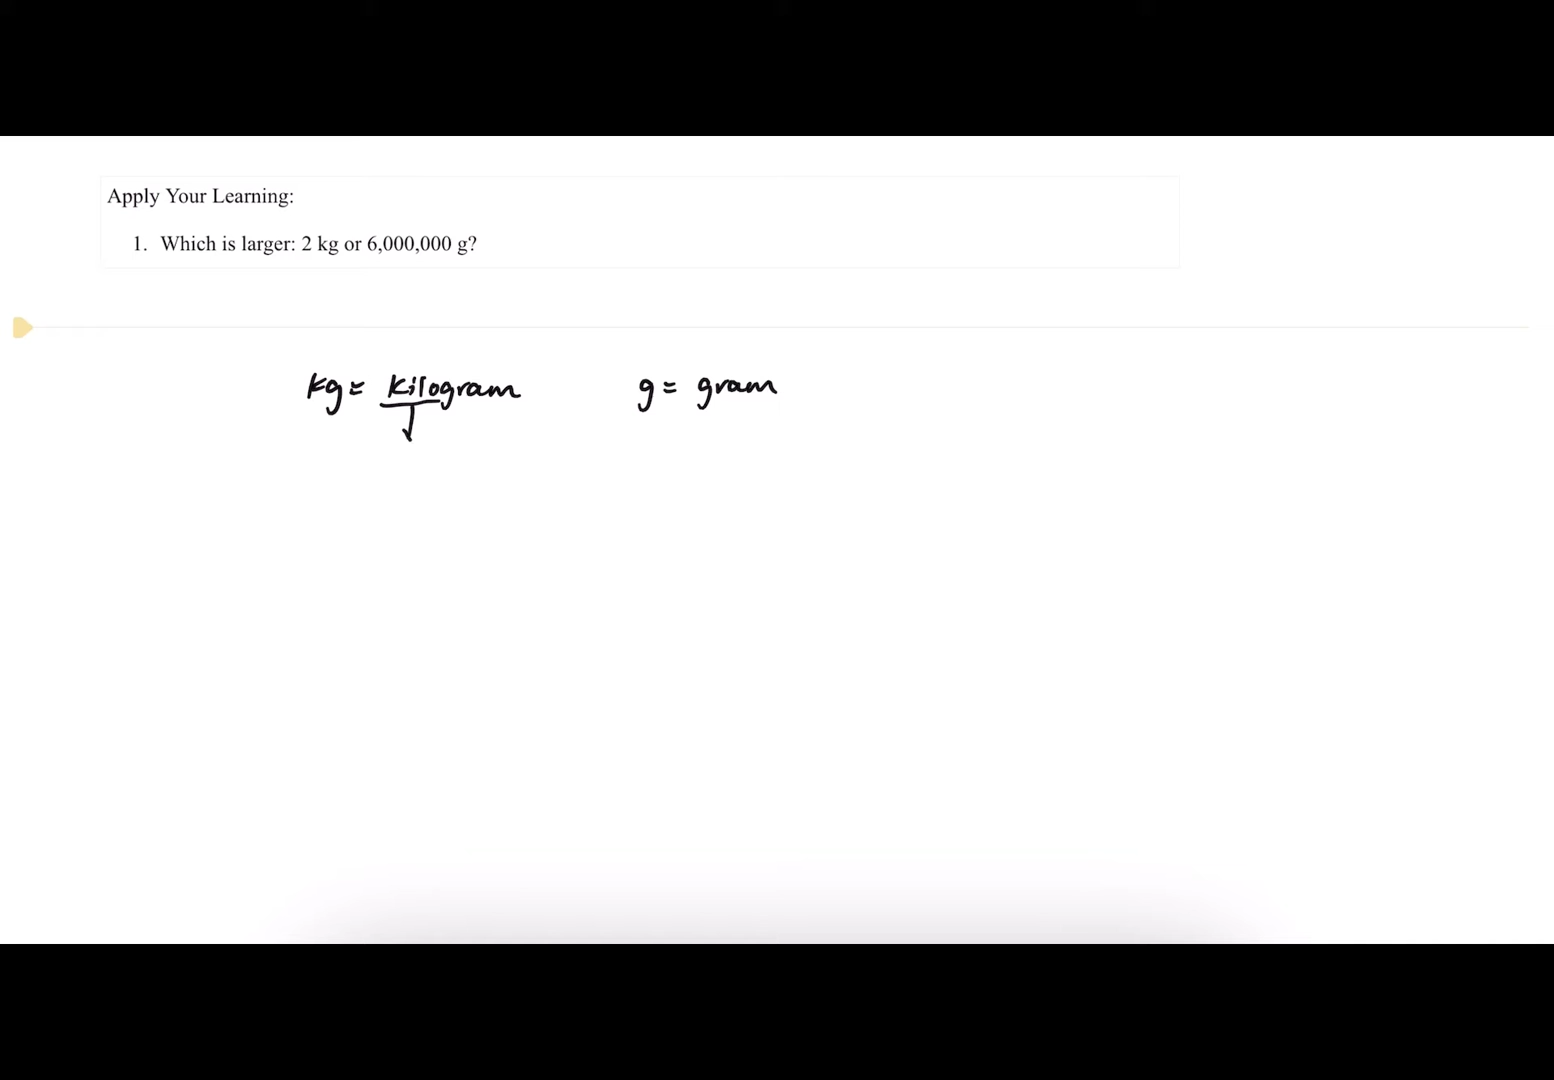 Apply Your Learning:
1. Which is larger: 2 kg or 6,000,000 g?
kg = kilogram g = gram